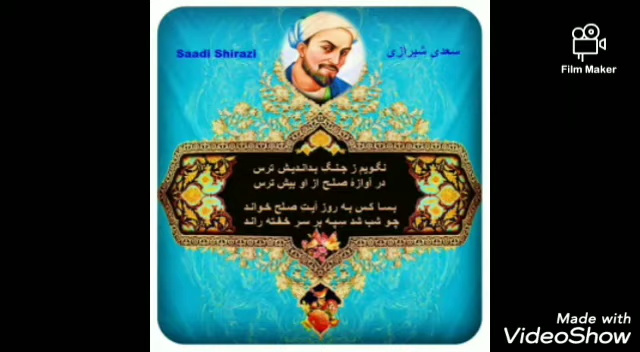 Saadi Shirazi
سعدی شیرازی
نگویم ز جنگ بداندیش ترس
در آوازهٔ صلح از او بیش ترس
بسا کس به روز آیت صلح خواند
چو شب شد سپه بر سر خفته راند
Film Maker
Made with
VideoShow